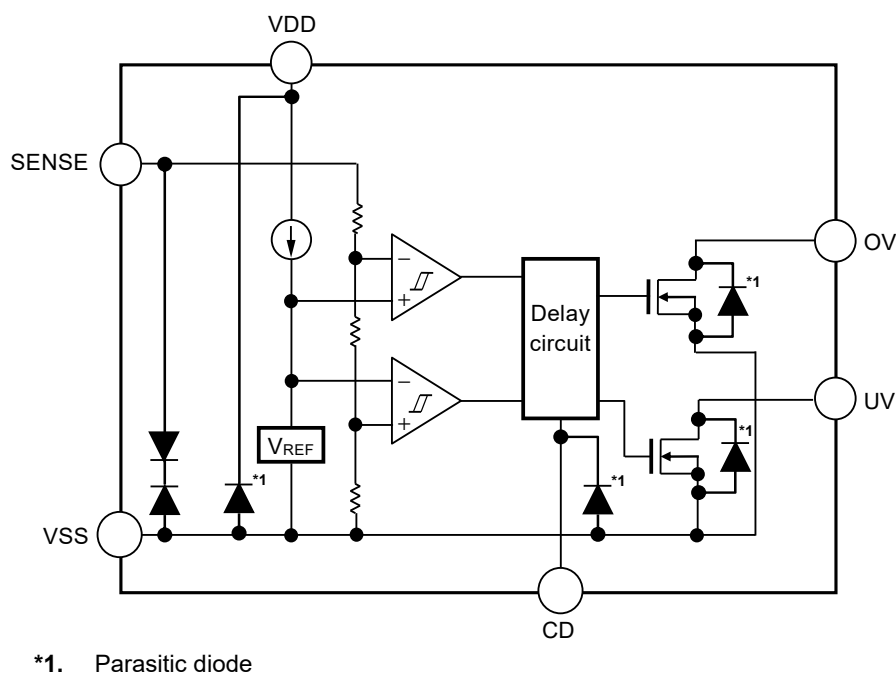 VDD
SENSE
OV
*1
Delay
circuit
−
+
−
+
UV
*1
VREF
*1
*1
VSS
CD
*1. Parasitic diode